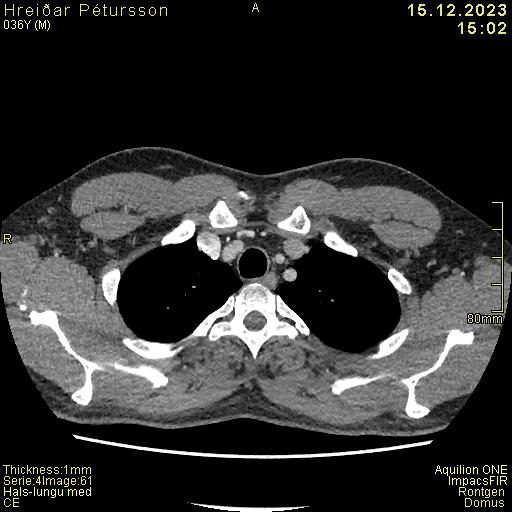 Hreiðar Pétursson
036Y (M)
A
15.12.2023
15:02
R
80mm
Thickness:1mm
Serie:4Image:61
Hals-lungu med
CE
Aquilion ONE
ImpacsFIR
Rontgen
Domus